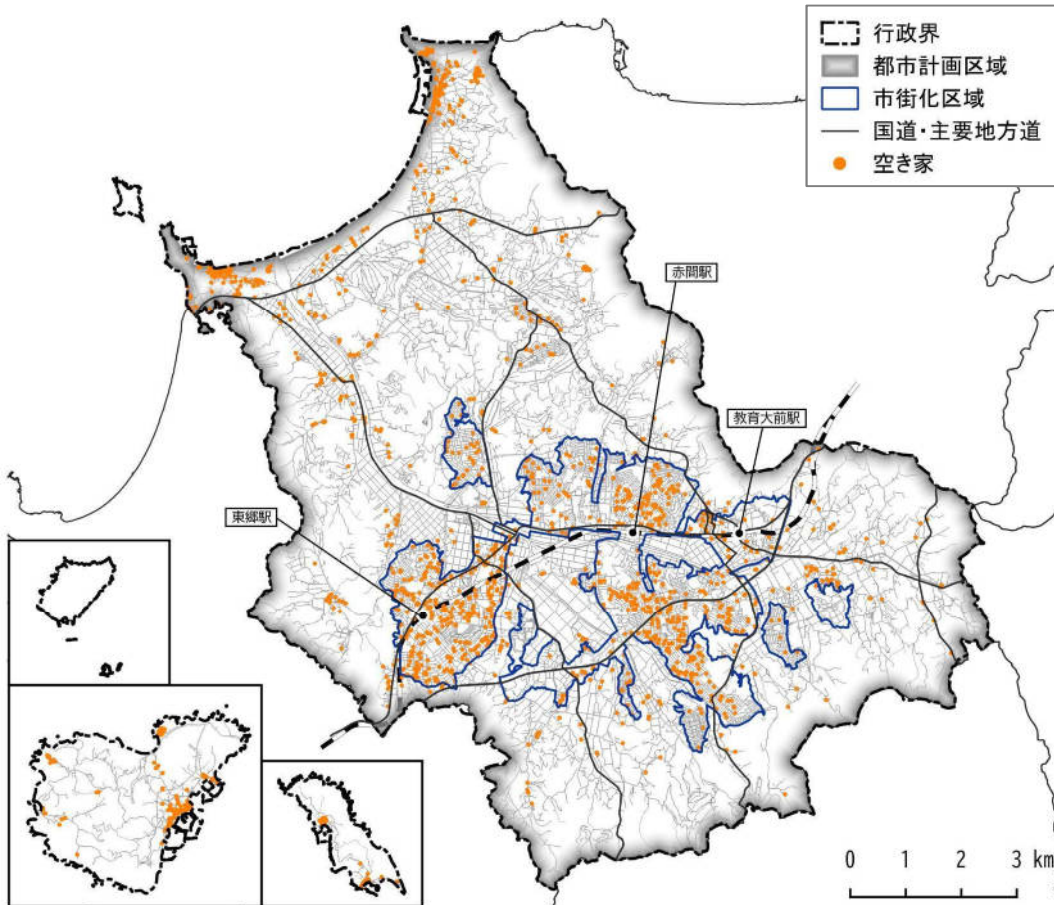 行政界
都市計画区域
市街化区域
国道・主要地方道
空き家
赤間駅
教育大前駅
東郷駅
0 1 2 3 km